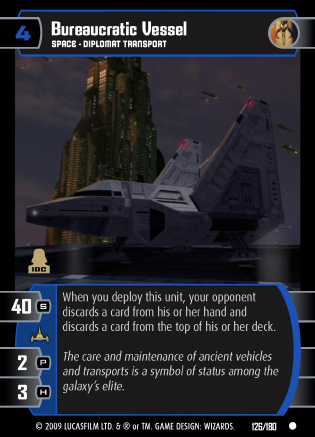 4
Bureaucratic Vessel
SPACE - DIPLOMAT TRANSPORT
IDC
40 S
When you deploy this unit, your opponent
discards a card from his or her hand and
discards a card from the top of his or her deck.
2 P
3 H
The care and maintenance of ancient vehicles
and transports is a symbol of status among the
galaxy's elite.
© 2009 LUCASFILM LTD. & ® or TM. GAME DESIGN: WIZARDS. 126/180